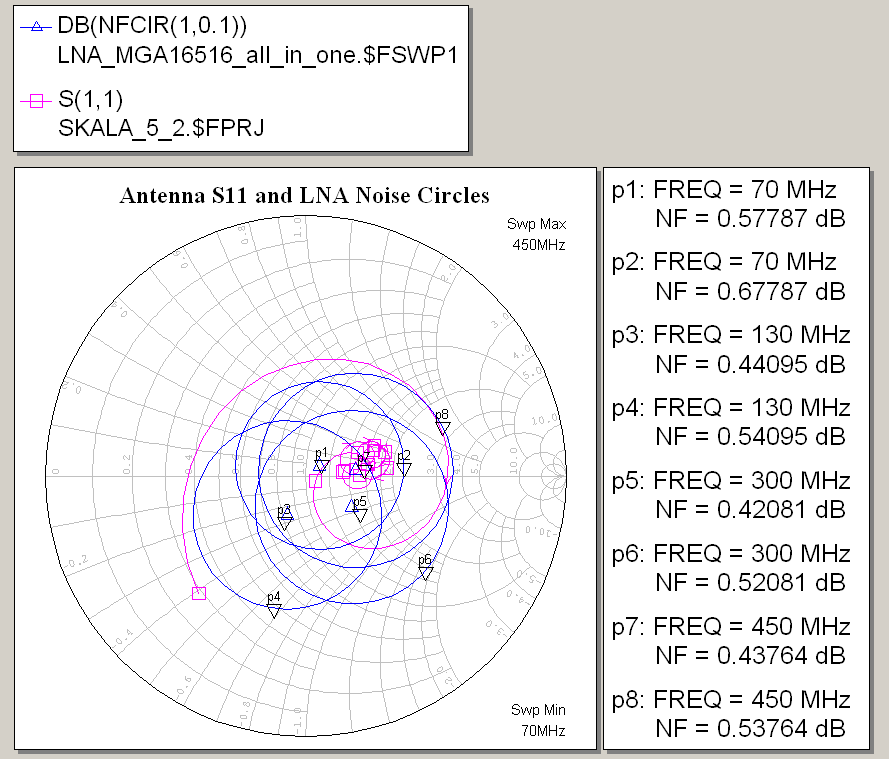 DB(NFCIR(1,0.1))
LNA_MGA16516_all_in_one.$FSWP1
S(1,1)
SKALA_5_2.$FPRJ
Antenna S11 and LNA Noise Circles
Swp Max
450MHz
p8
p1
p2
p3
p5
p6
p4
Swp Min
70MHz
p1: FREQ = 70 MHz
NF = 0.57787 dB
p2: FREQ = 70 MHz
NF = 0.67787 dB
p3: FREQ = 130 MHz
NF = 0.44095 dB
p4: FREQ = 130 MHz
NF = 0.54095 dB
p5: FREQ = 300 MHz
NF = 0.42081 dB
p6: FREQ = 300 MHz
NF = 0.52081 dB
p7: FREQ = 450 MHz
NF = 0.43764 dB
p8: FREQ = 450 MHz
NF = 0.53764 dB